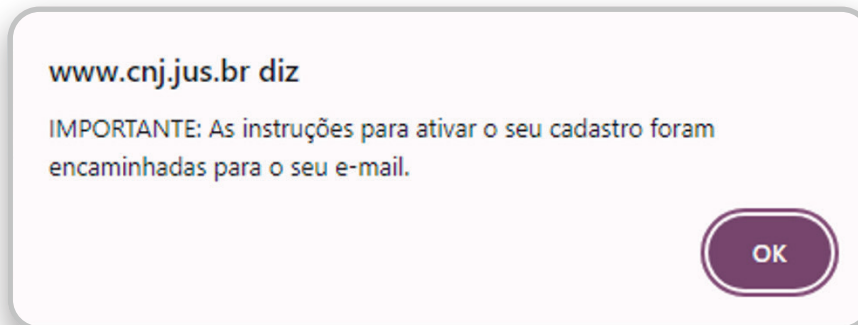 www.cnj.jus.br diz
IMPORTANTE: As instruções para ativar o seu cadastro foram
encaminhadas para o seu e-mail.
OK